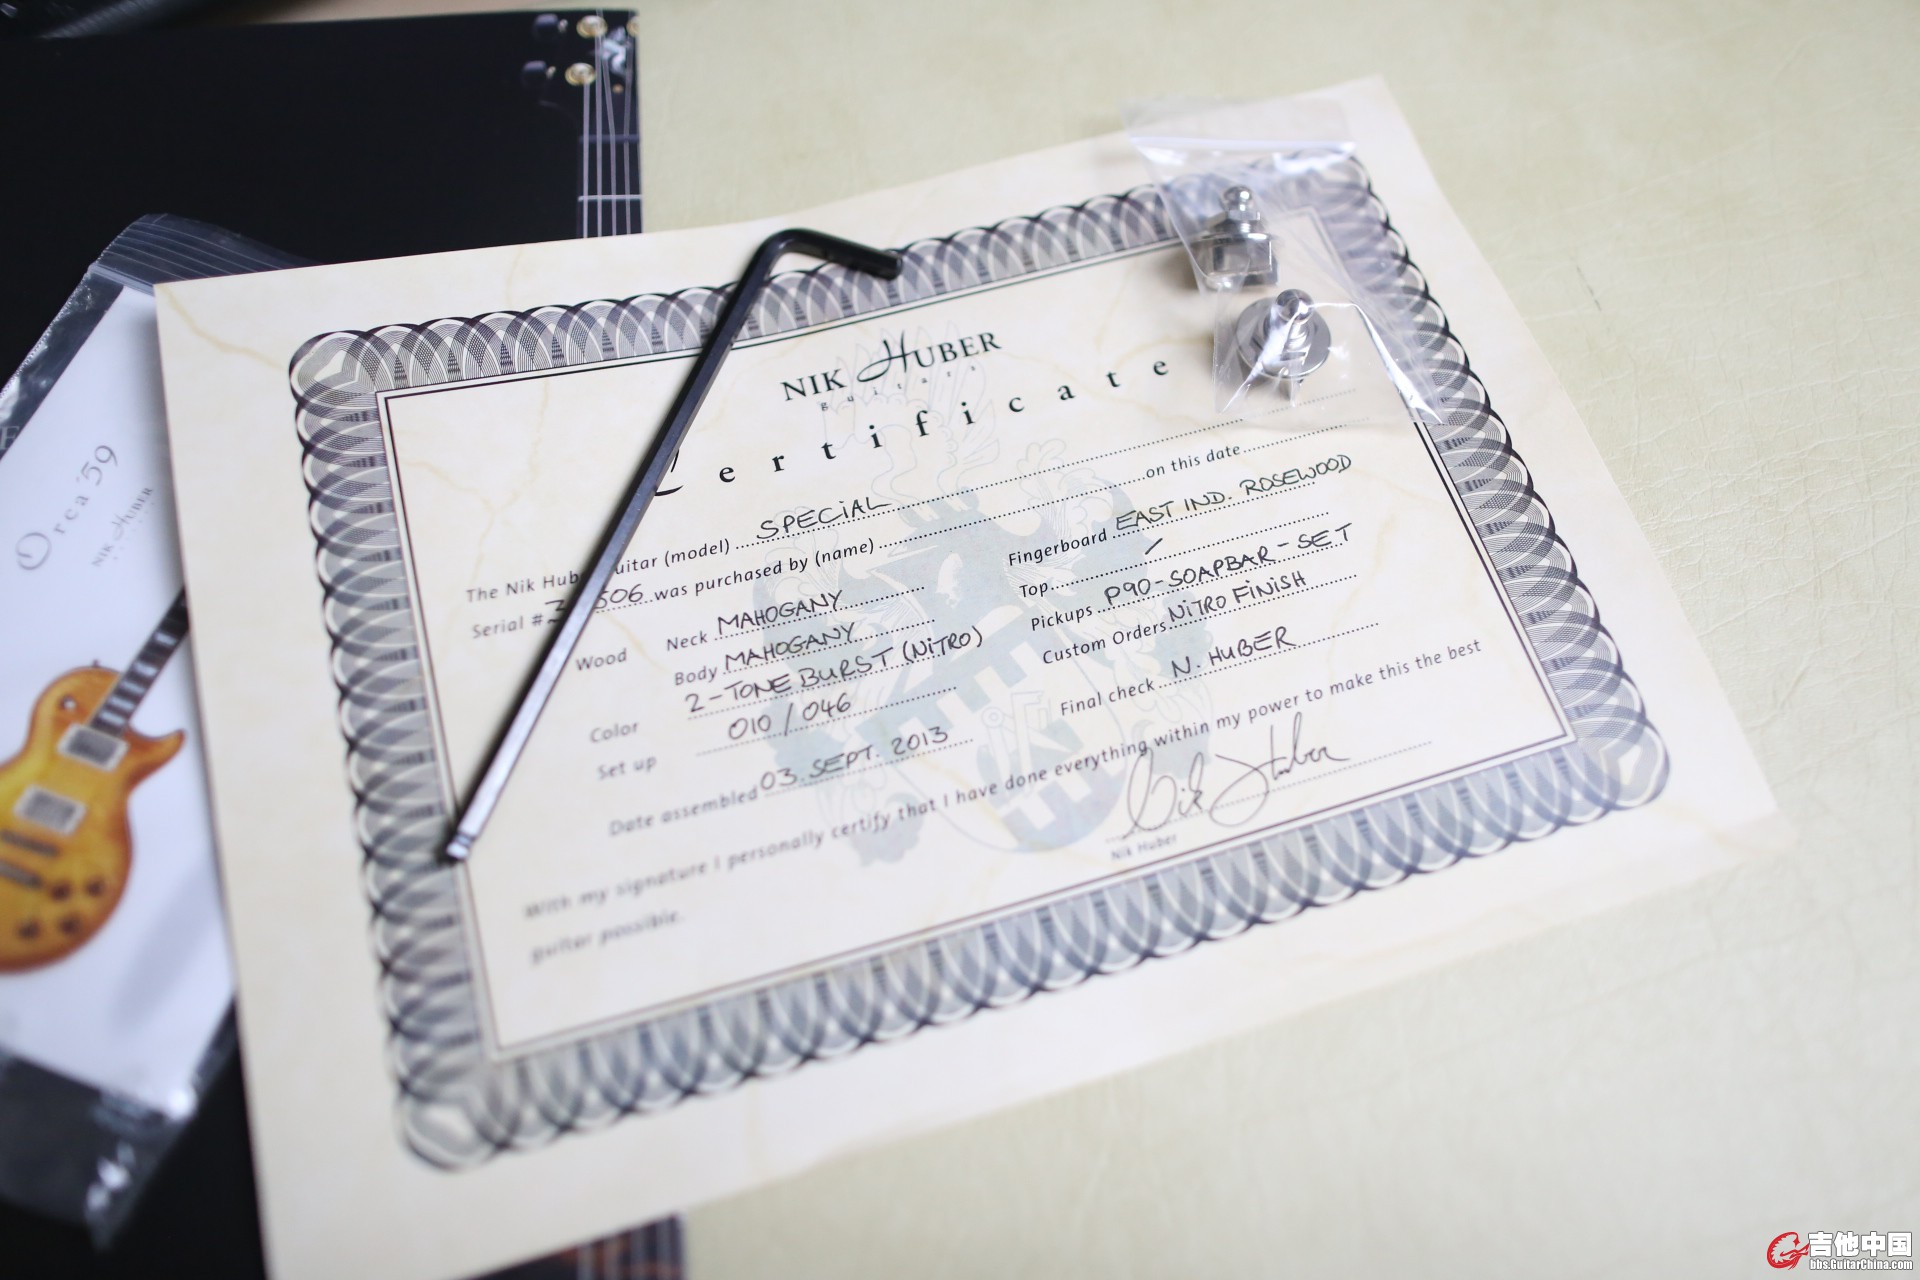 NIK HUBER
guitars
Certificate
The Nik Hub uitar (model) SPECIAL
Serial # 506 was purchased by (name) on this date
Wood Neck MAHOGANY
Body MAHOGANY
Color 2-TONE BURST (NITRO)
Set up 010 / 046
Date assembled 03. SEPT. 2013
Fingerboard EAST IND. ROSEWOOD
Top /
Pickups P90-SOAPBAR-SET
Custom Orders NITRO FINISH
Final check N. HUBER
With my signature I personally certify that I have done everything within my power to make this the best
guitar possible.
Nik Huber
Nik Huber
Orca '59
NIK HUBER
吉他中国
bbs.GuitarChina.com